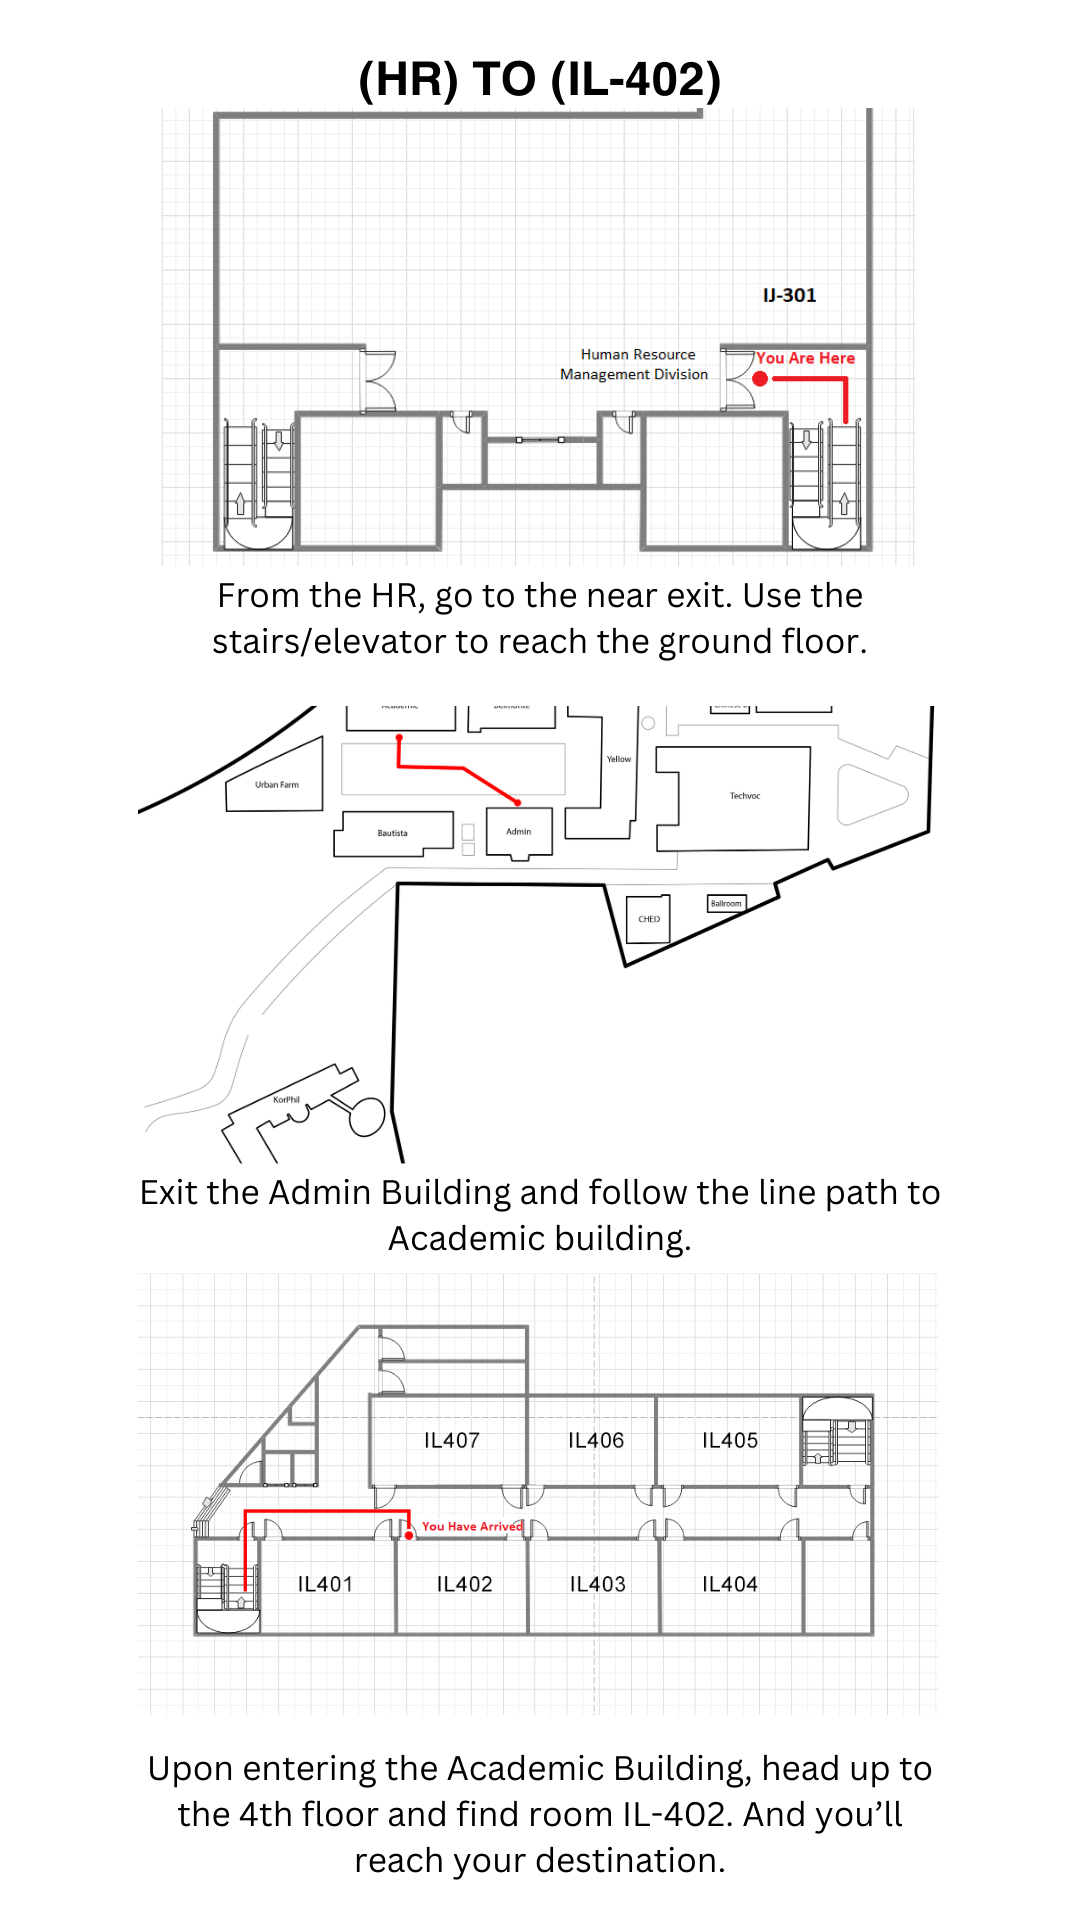 (HR) TO (IL-402)
IJ-301
Human Resource
Management Division
You Are Here
From the HR, go to the near exit. Use the
stairs/elevator to reach the ground floor.
Academic
Belmonte
Yellow
Urban Farm
Techvoc
Bautista
Admin
CHED
Ballroom
KorPhil
Exit the Admin Building and follow the line path to
Academic building.
IL407
IL406
IL405
You Have Arrived
IL401
IL402
IL403
IL404
Upon entering the Academic Building, head up to
the 4th floor and find room IL-402. And you’ll
reach your destination.